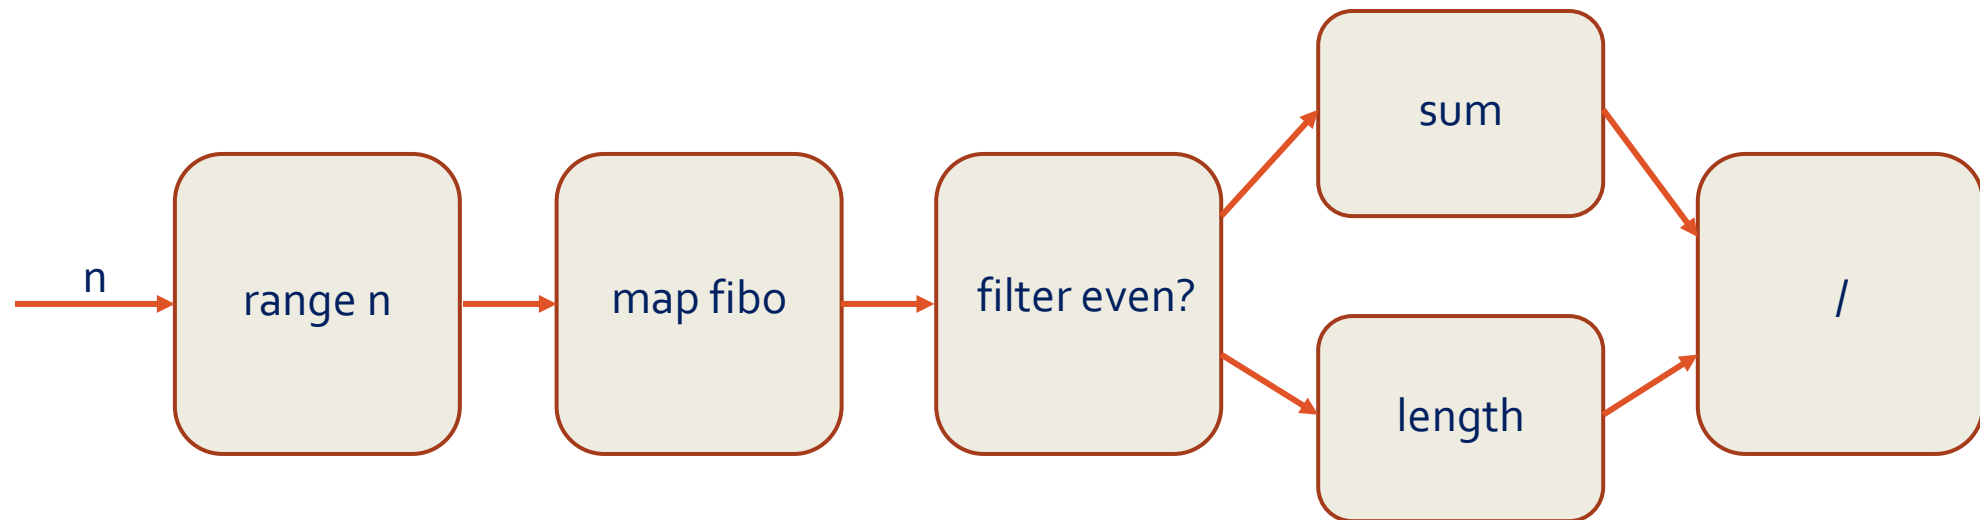 n
range n
map fibo
filter even?
sum
length
/